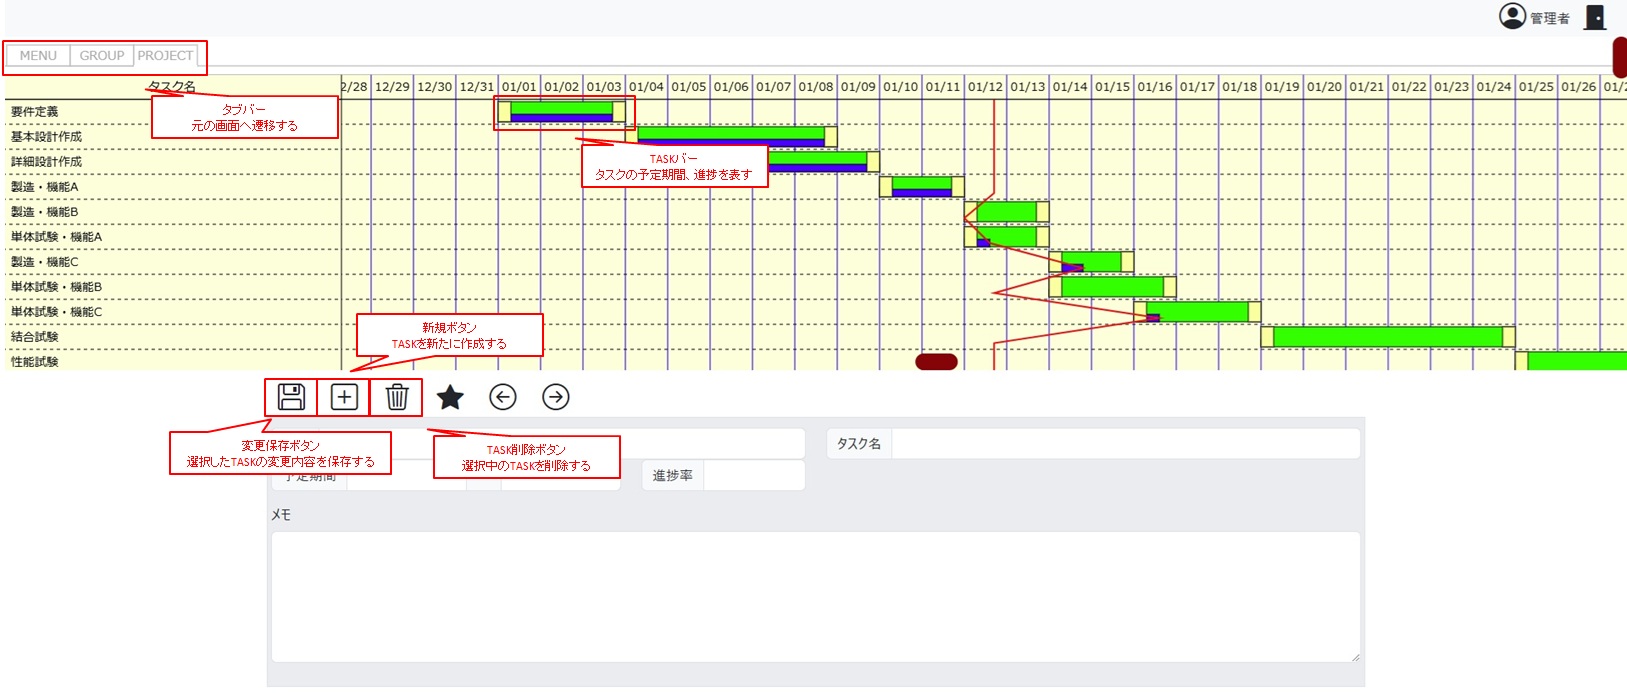 管理者
MENU GROUP PROJECT
タスク名 12/29 12/30 12/31 01/01 01/02 01/03 01/04 01/05 01/06 01/07 01/08 01/09 01/10 01/11 01/12 01/13 01/14 01/15 01/16 01/17 01/18 01/19 01/20 01/21 01/22 01/23 01/24 01/25 01/26
タブバー
元の画面へ遷移する
要件定義
基本設計作成
詳細設計作成
TASKバー
タスクの予定期間、進捗を表す
製造・機能A
製造・機能B
単体試験・機能A
製造・機能C
単体試験・機能B
単体試験・機能C
結合試験
性能試験
新規ボタン
TASKを新たに作成する
変更保存ボタン
選択したTASKの変更内容を保存する
TASK削除ボタン
選択中のTASKを削除する
タスク名
予定期間
進捗率
メモ